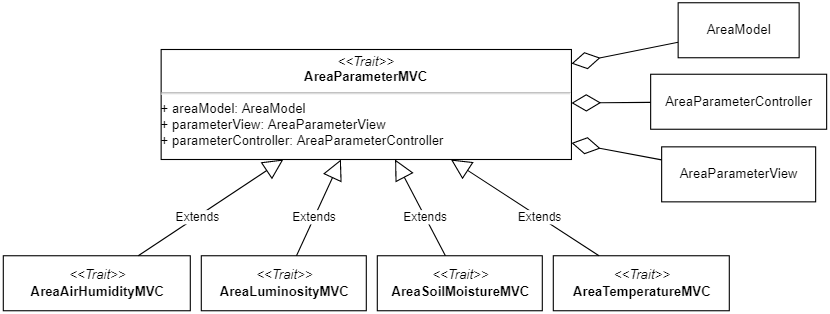 AreaModel
<<Trait>>
AreaParameterMVC
AreaParameterController
+ areaModel: AreaModel
+ parameterView: AreaParameterView
+ parameterController: AreaParameterController
AreaParameterView
Extends
Extends
Extends
Extends
<<Trait>>
AreaAirHumidityMVC
<<Trait>>
AreaLuminosityMVC
<<Trait>>
AreaSoilMoistureMVC
<<Trait>>
AreaTemperatureMVC